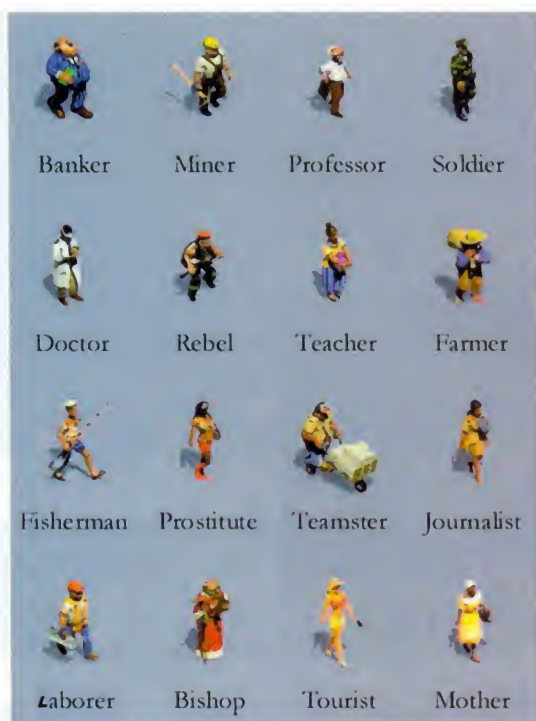 Banker Miner Professor Soldier
Doctor Rebel Teacher Farmer
Fisherman Prostitute Teamster Journalist
Laborer Bishop Tourist Mother